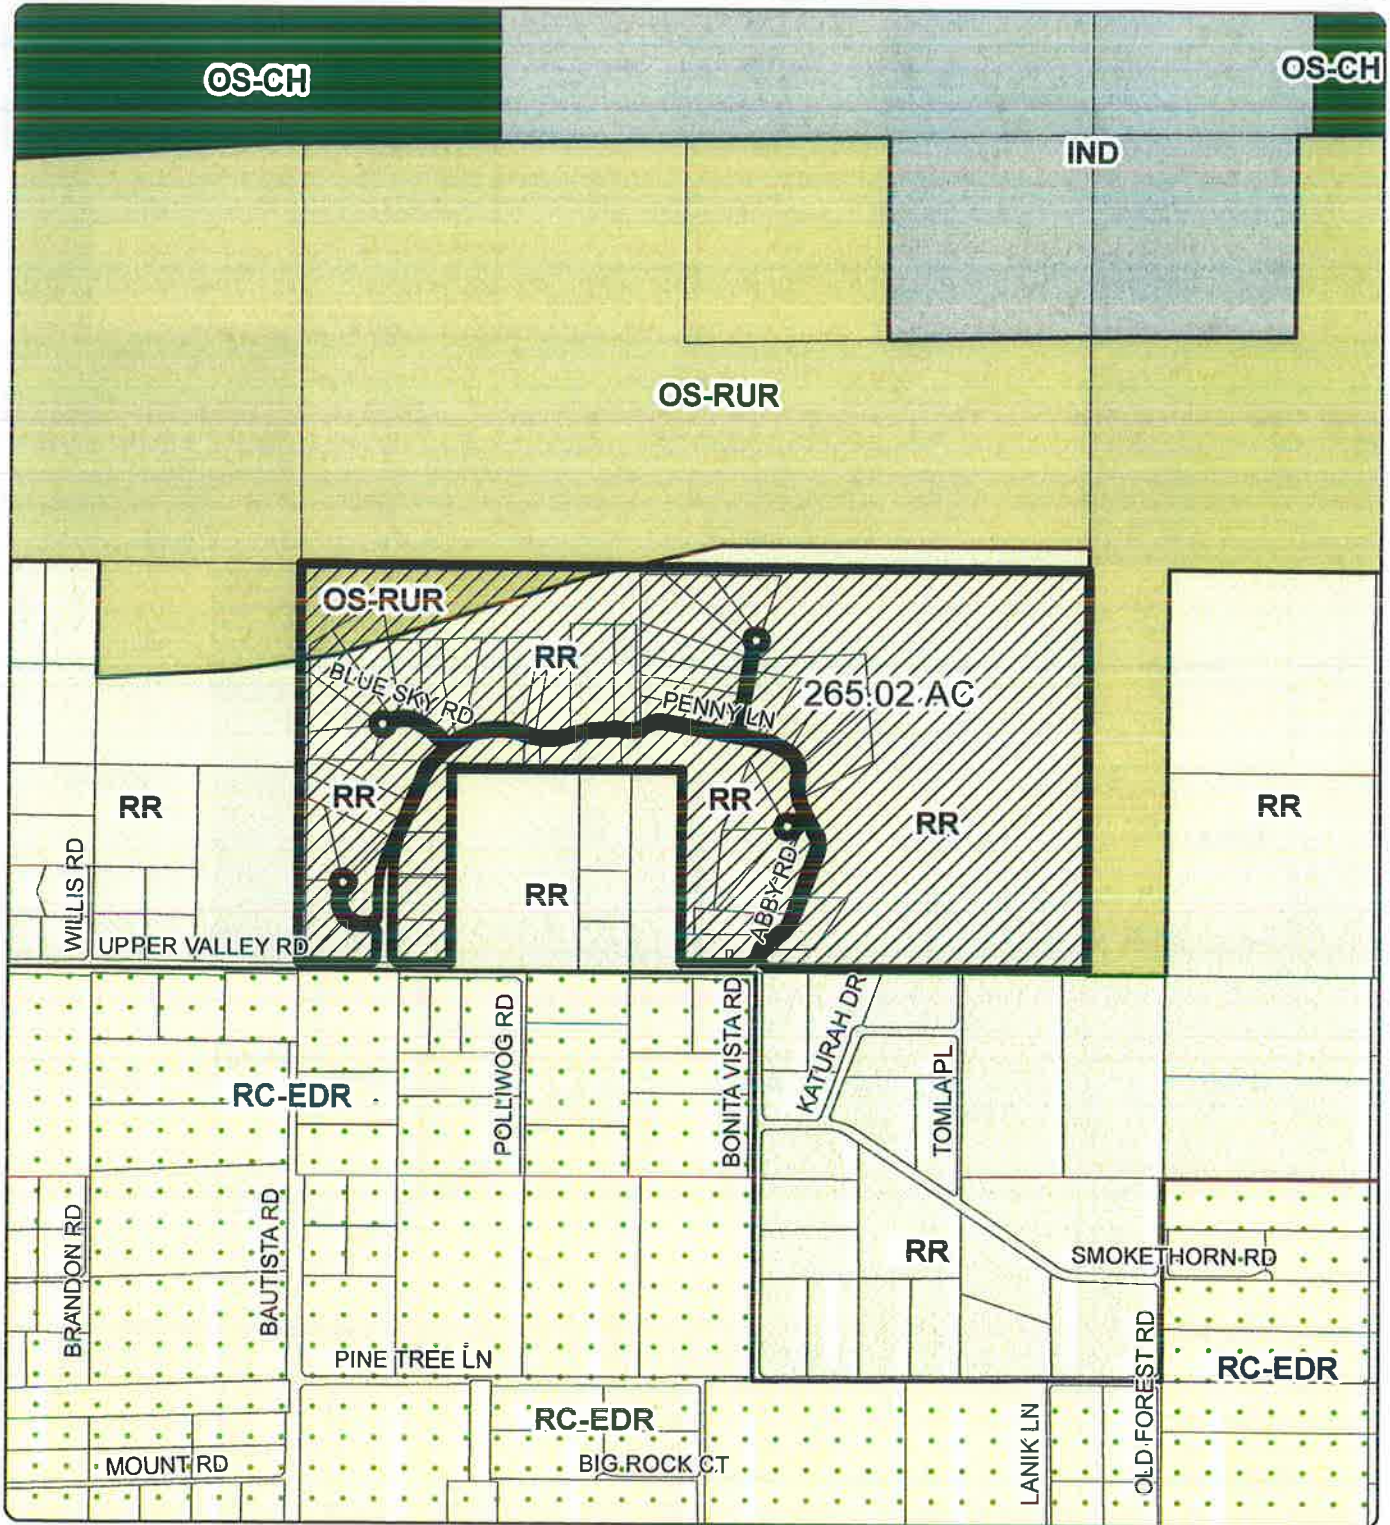 OS-CH
OS-CH
IND
OS-RUR
OS-RUR
RR
BLUE SKY RD
PENNY LN
265.02 AC
RR
RR
RR
RR
RR
RR
WILLIS RD
ABBY RD
UPPER VALLEY RD
POLLIWOG RD
BONITA VISTA RD
KATURAH DR
TOMLA PL
RC-EDR
BRANDON RD
BAUTISTA RD
RR
SMOKETHORN RD
PINE TREE LN
OLD FOREST RD
RC-EDR
RC-EDR
LANIK LN
MOUNT RD
BIG ROCK CT